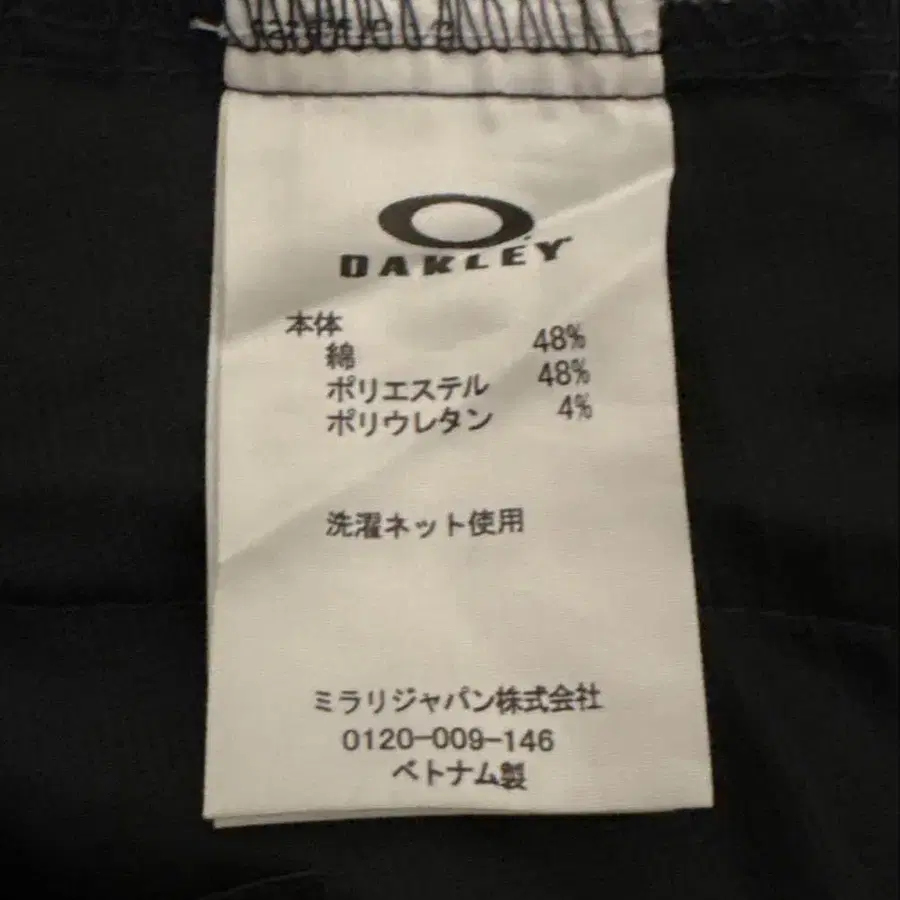 OAKLEY
本体
綿 48%
ポリエステル 48%
ポリウレタン 4%
洗濯ネット使用
ミラリジャパン株式会社
0120-009-146
ベトナム製